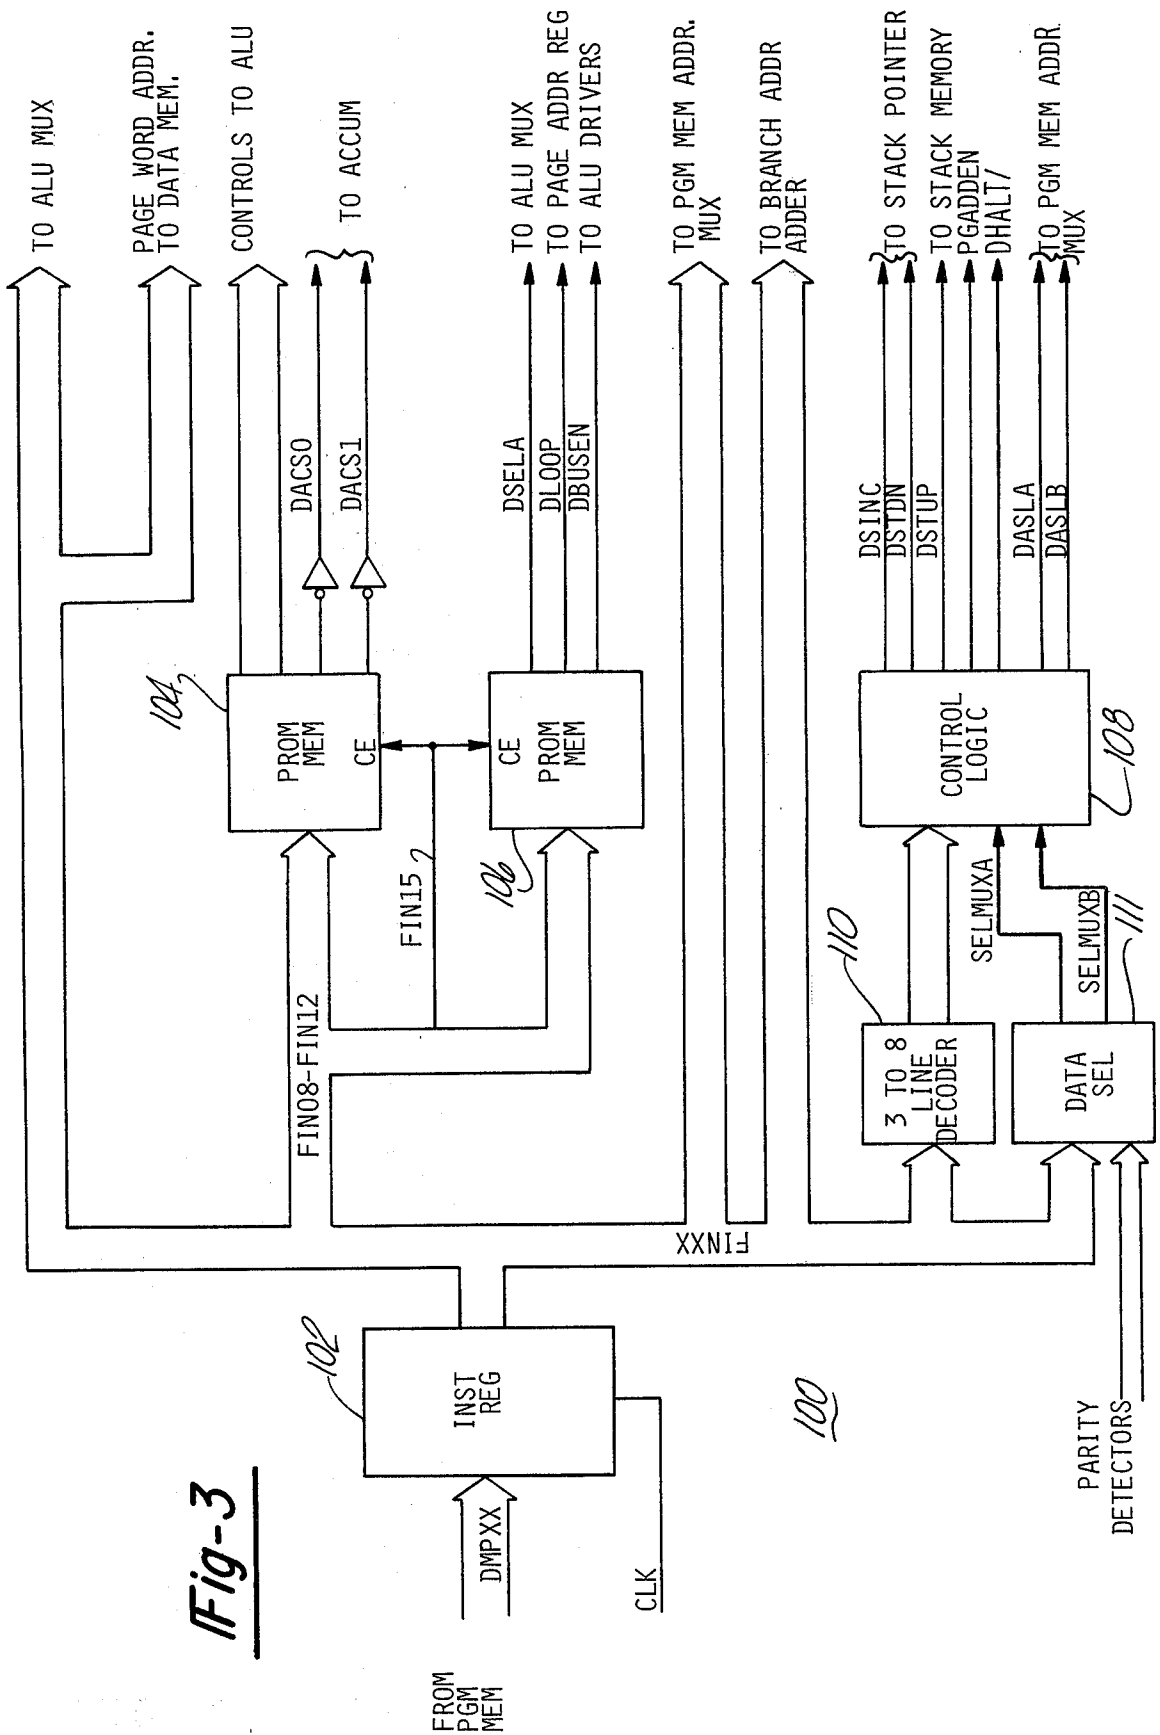 Fig-3
FROM
PGM
MEM
DMPXX
CLK
INST
REG
102
100
PARITY
DETECTORS
FINXX
FIN08-FIN12
FIN15
104
PROM
MEM
CE
106
CE
PROM
MEM
110
3 TO 8
LINE
DECODER
DATA
SEL
111
SELMUXA
SELMUXB
CONTROL
LOGIC
108
DACS0
DACS1
DSELA
DLOOP
DBUSEN
DSINC
DSTDN
DSTUP
DASLA
DASLB
TO ALU MUX
PAGE WORD ADDR.
TO DATA MEM.
CONTROLS TO ALU
TO ACCUM
TO ALU MUX
TO PAGE ADDR REG
TO ALU DRIVERS
TO PGM MEM ADDR.
MUX
TO BRANCH ADDR
ADDER
TO STACK POINTER
TO STACK MEMORY
PGADDEN
DHALT/
TO PGM MEM ADDR
MUX